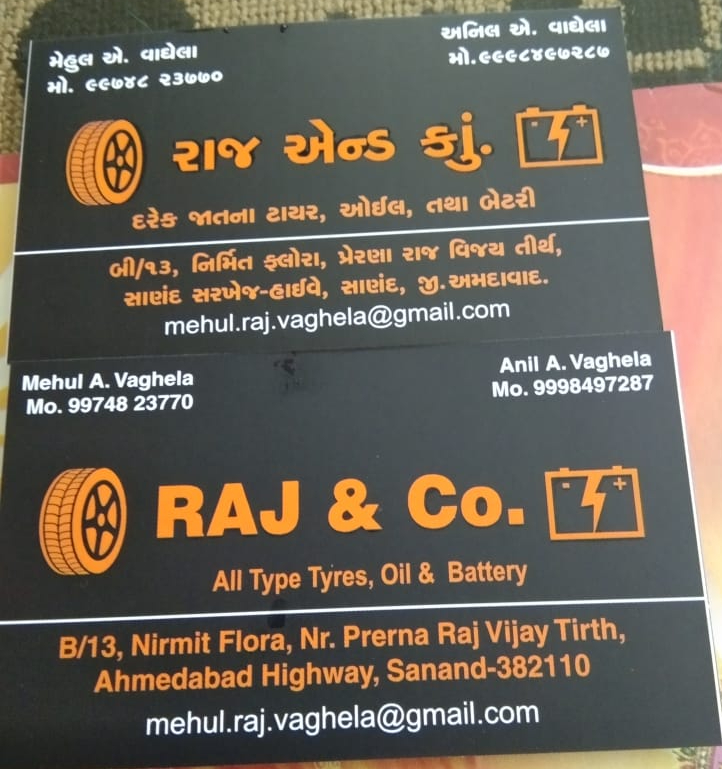 મેહુલ એ. વાઘેલા
મો. ૯૯૭૪૮ ૨૩૭૭૦
અનિલ એ. વાઘેલા
મો.૯૯૯૮૪૯૭૨૮૭
રાજ એન્ડ કાું.
દરેક જાતના ટાયર, ઓઈલ, તથા બેટરી
બી/૧૩, નિર્મિત ફ્લોરા, પ્રેરણા રાજ વિજય તીર્થ,
સાણંદ સરખેજ-હાઈવે, સાણંદ, જી.અમદાવાદ.
mehul.raj.vaghela@gmail.com
Mehul A. Vaghela
Mo. 99748 23770
Anil A. Vaghela
Mo. 9998497287
RAJ & Co.
All Type Tyres, Oil & Battery
B/13, Nirmit Flora, Nr. Prerna Raj Vijay Tirth,
Ahmedabad Highway, Sanand-382110
mehul.raj.vaghela@gmail.com